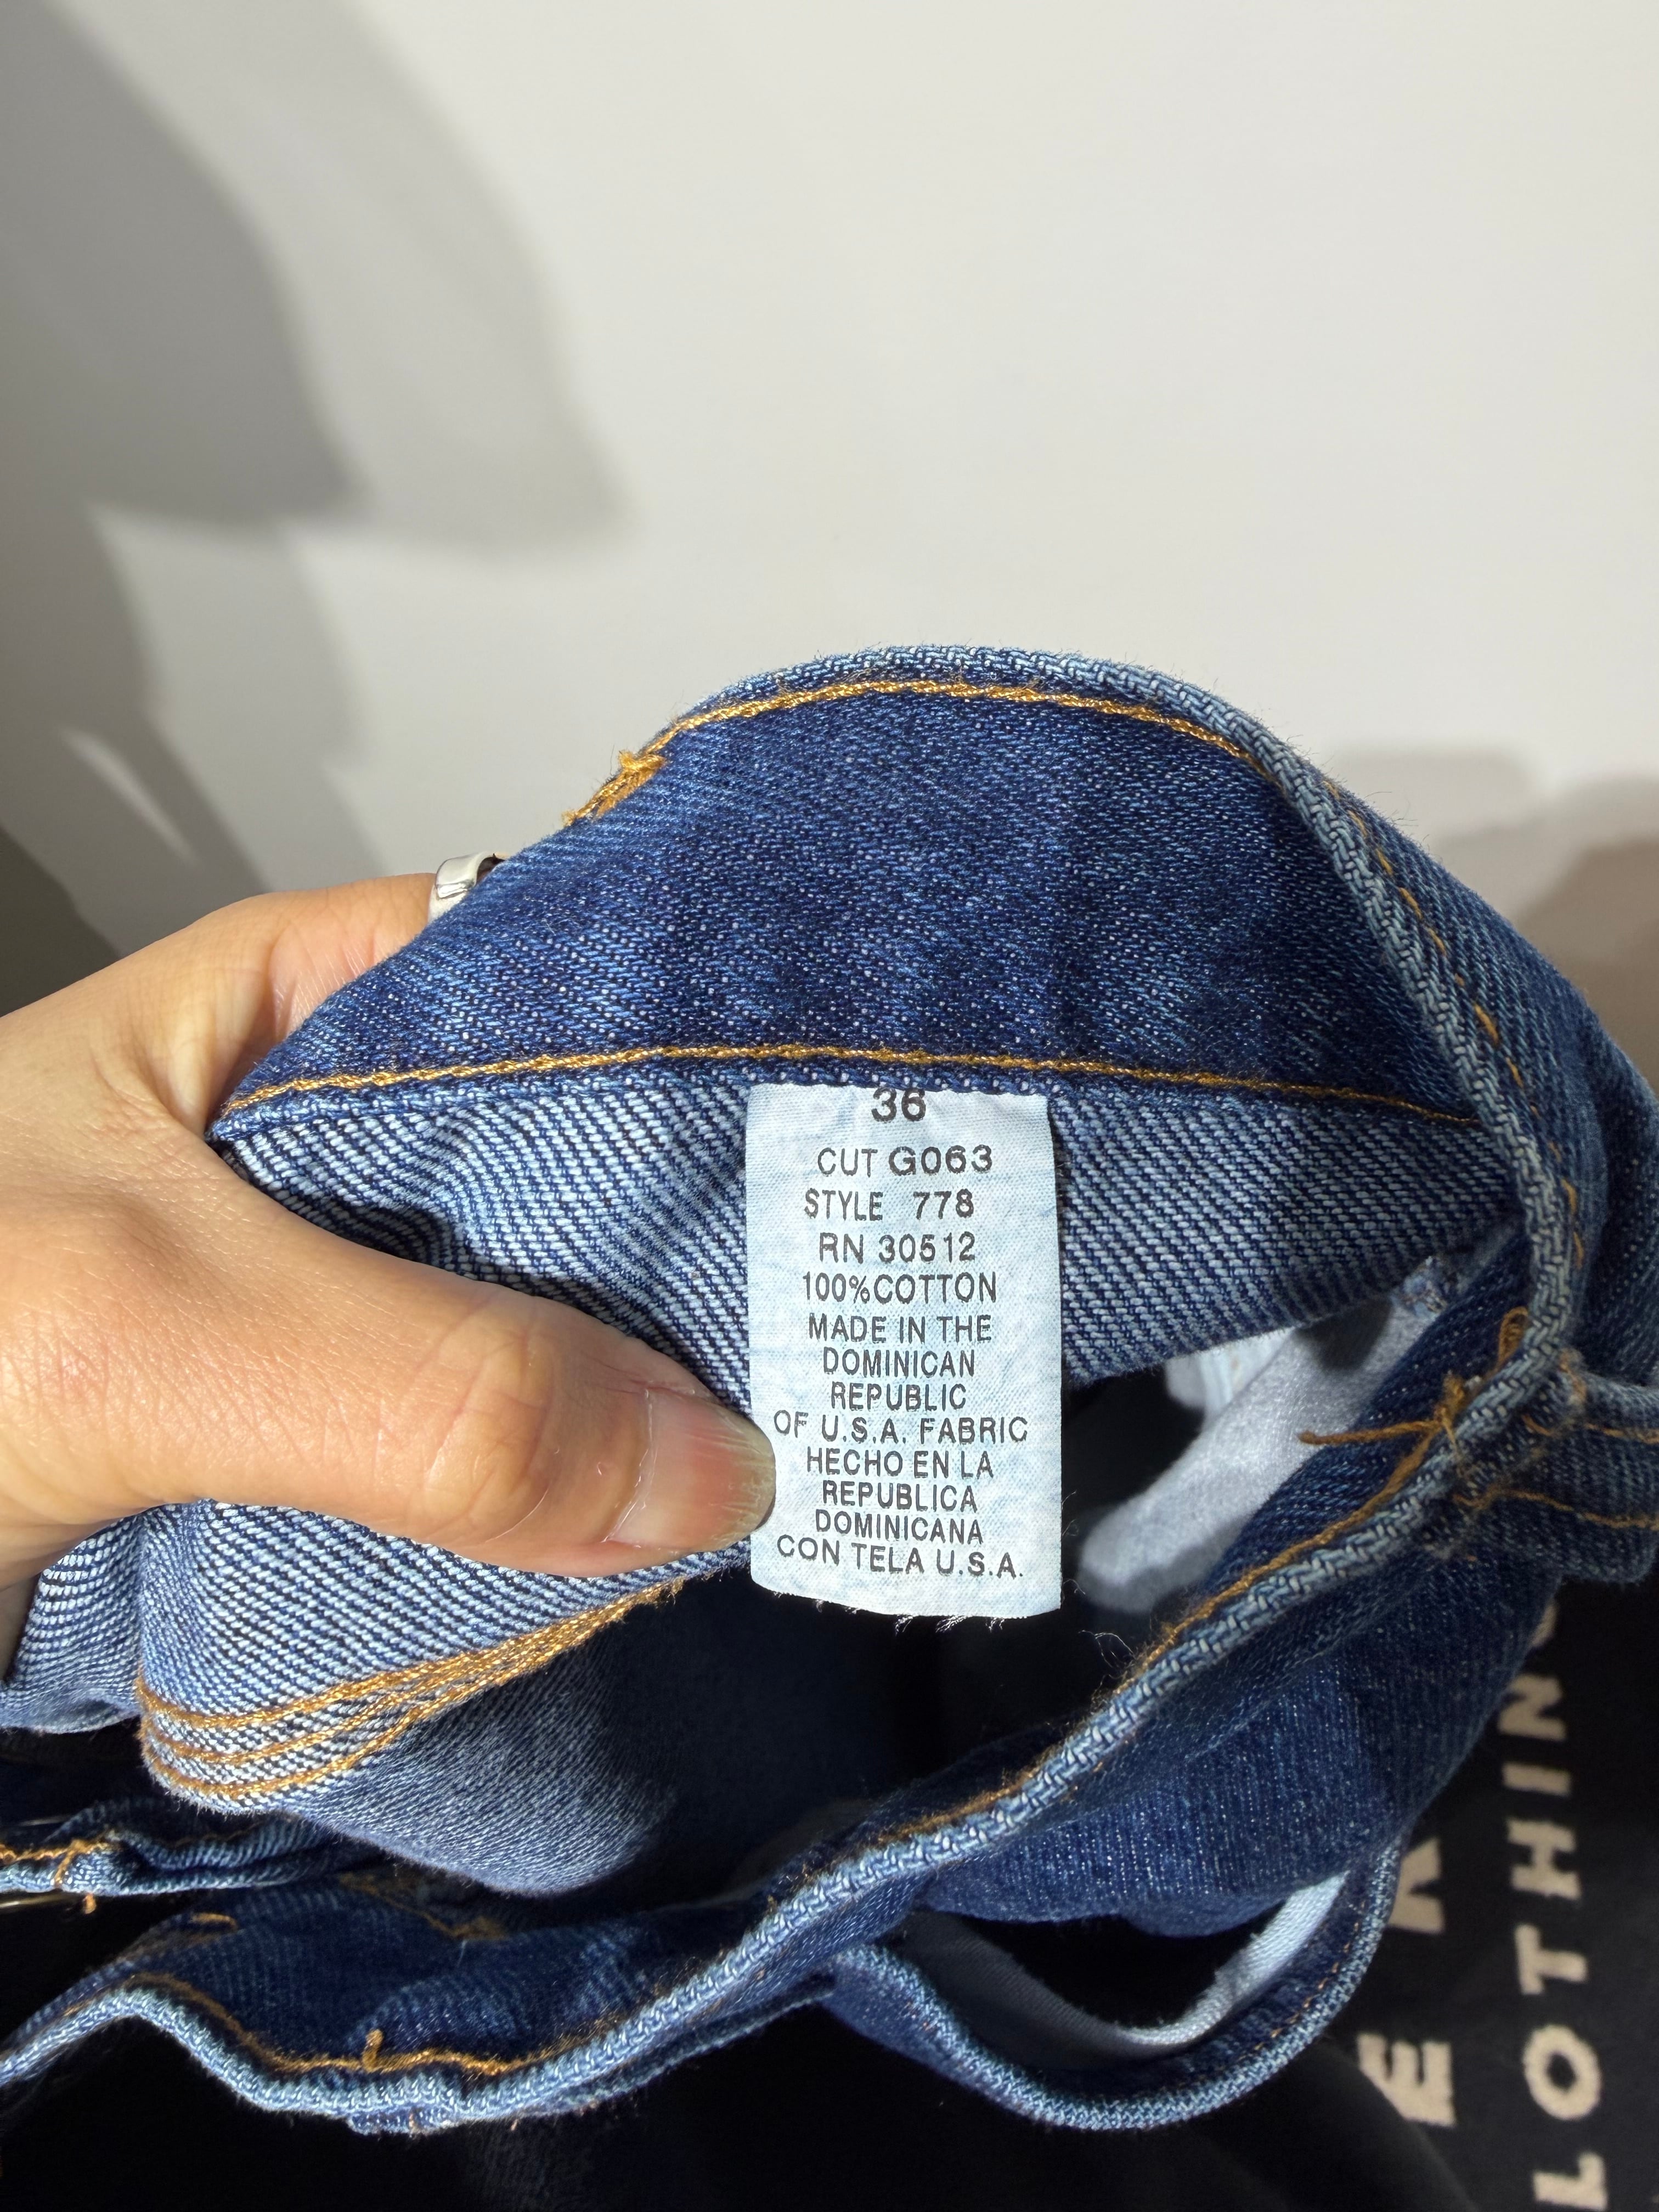 36
CUT G063
STYLE 778
RN 30512
100%COTTON
MADE IN THE
DOMINICAN
REPUBLIC
OF U.S.A. FABRIC
HECHO EN LA
REPUBLICA
DOMINICANA
CON TELA U.S.A.